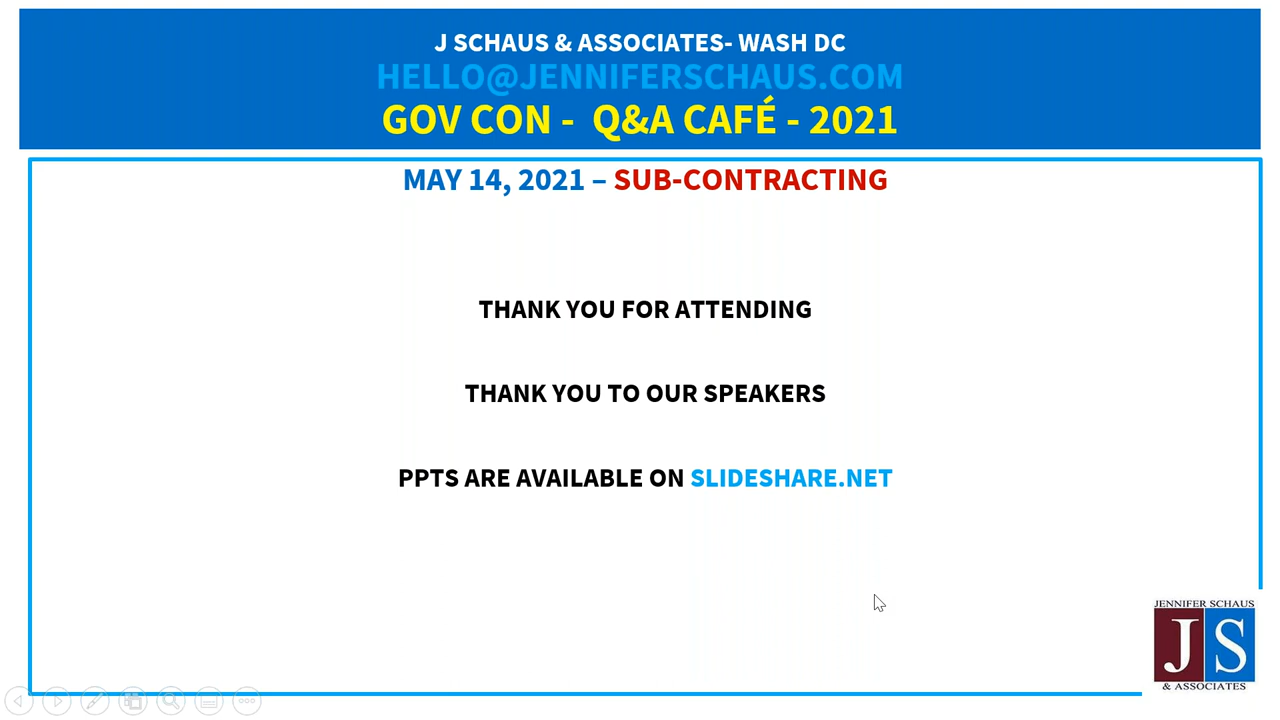 J SCHAUS & ASSOCIATES- WASH DC
HELLO@JENNIFERSCHAUS.COM
GOV CON -  Q&A CAFÉ - 2021
MAY 14, 2021 – SUB-CONTRACTING
THANK YOU FOR ATTENDING
THANK YOU TO OUR SPEAKERS
PPTS ARE AVAILABLE ON SLIDESHARE.NET
JENNIFER SCHAUS
JS
& ASSOCIATES